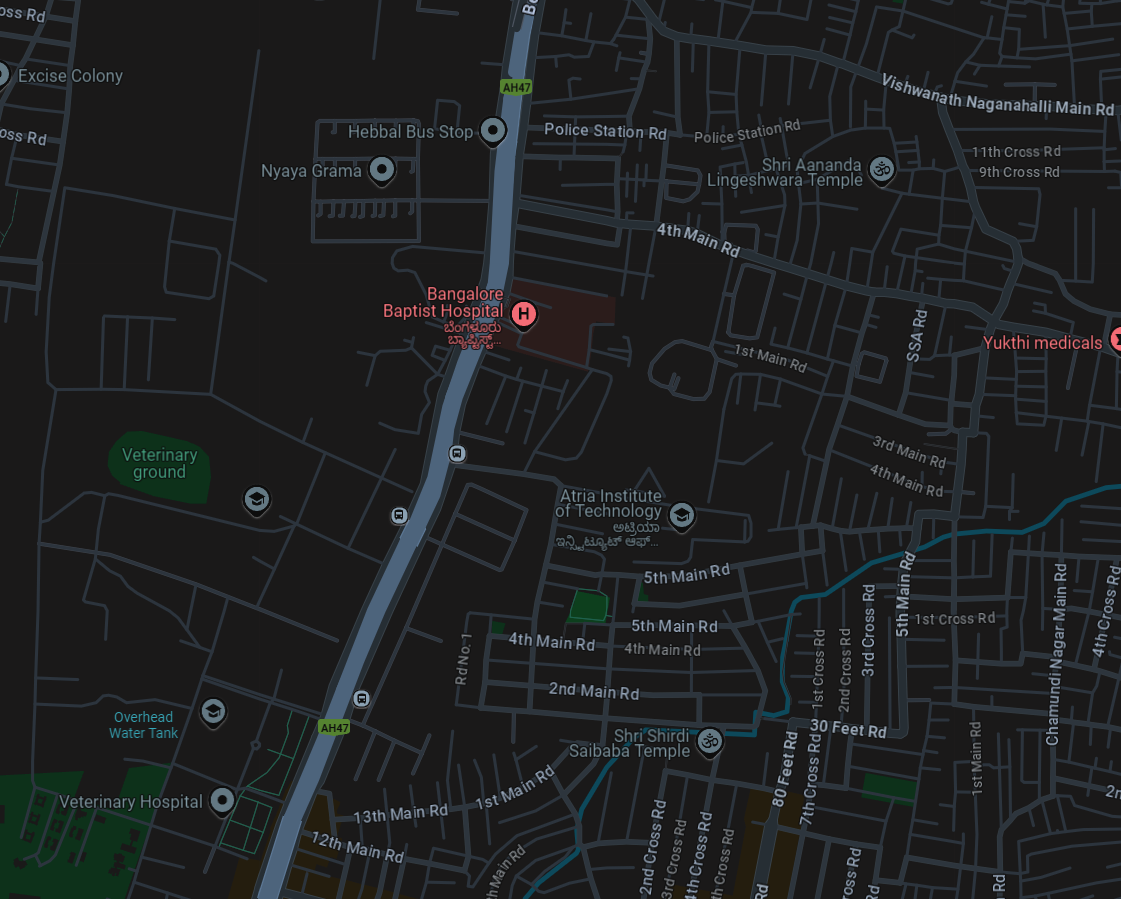 oss Rd
Excise Colony
oss Rd
AH47
Hebbal Bus Stop
Nyaya Grama
Police Station Rd
Police Station Rd
Vishwanath Naganahalli Main Rd
11th Cross Rd
9th Cross Rd
Shri Aananda
Lingeshwara Temple
4th Main Rd
Bangalore
Baptist Hospital
ಬೆಂಗಳೂರು
ಬ್ಯಾಪ್ಟಿಸ್ಟ್...
SSA Rd
Yukthi medicals
1st Main Rd
3rd Main Rd
4th Main Rd
Veterinary
ground
Atria Institute
of Technology
ಅಟ್ರಿಯಾ
ಇನ್ಸ್ಟಿಟ್ಯೂಟ್ ಆಫ್...
5th Main Rd
5th Main Rd
4th Main Rd
4th Main Rd
Rd No. 1
2nd Main Rd
5th Main Rd
3rd Cross Rd
2nd Cross Rd
1st Cross Rd
1st Cross Rd
Chamundi Nagar Main Rd
4th Cross Rd
Overhead
Water Tank
AH47
Shri Shirdi
Saibaba Temple
30 Feet Rd
80 Feet Rd
7th Cross Rd
1st Main Rd
Veterinary Hospital
13th Main Rd
1st Main Rd
12th Main Rd
h Main Rd
2nd Cross Rd
3rd Cross Rd
4th Cross Rd
th Cross Rd
Rd
ross Rd
Rd
Rd